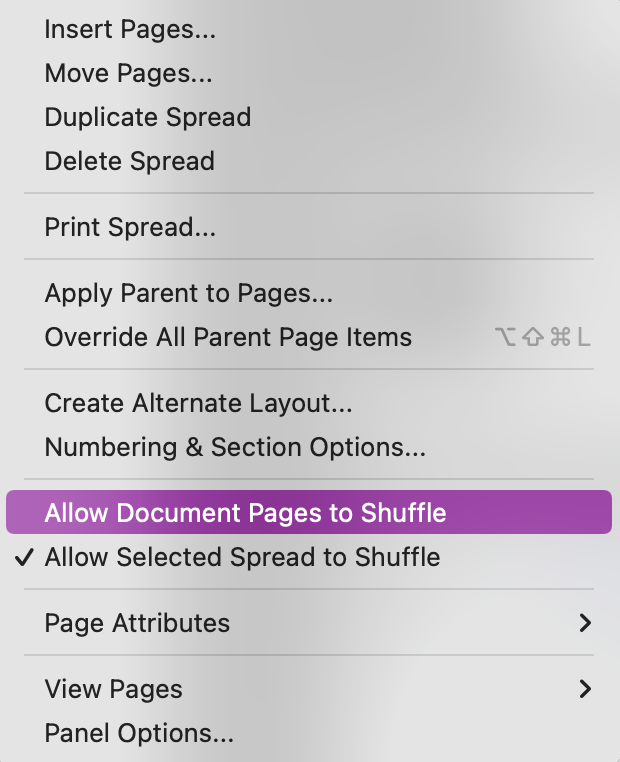 Insert Pages...
Move Pages...
Duplicate Spread
Delete Spread
Print Spread...
Apply Parent to Pages...
Override All Parent Page Items ⌥⇧⌘L
Create Alternate Layout...
Numbering & Section Options...
Allow Document Pages to Shuffle
✓ Allow Selected Spread to Shuffle
Page Attributes
View Pages
Panel Options...